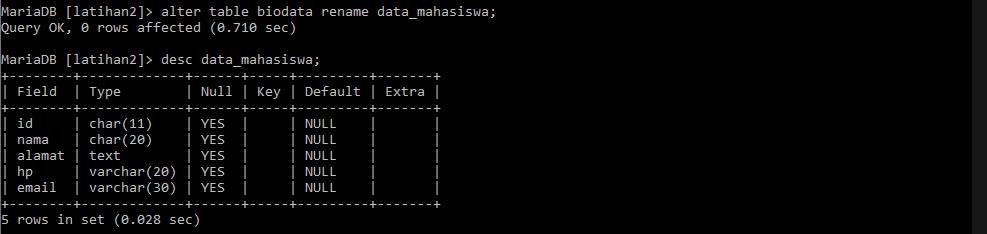 MariaDB [latihan2]> alter table biodata rename data_mahasiswa;
Query OK, 0 rows affected (0.710 sec)
MariaDB [latihan2]> desc data_mahasiswa;
+--------+-------------+------+-----+---------+-------+
| Field  | Type        | Null | Key | Default | Extra |
+--------+-------------+------+-----+---------+-------+
| id     | char(11)    | YES  |     | NULL    |       |
| nama   | char(20)    | YES  |     | NULL    |       |
| alamat | text        | YES  |     | NULL    |       |
| hp     | varchar(20) | YES  |     | NULL    |       |
| email  | varchar(30) | YES  |     | NULL    |       |
+--------+-------------+------+-----+---------+-------+
5 rows in set (0.028 sec)